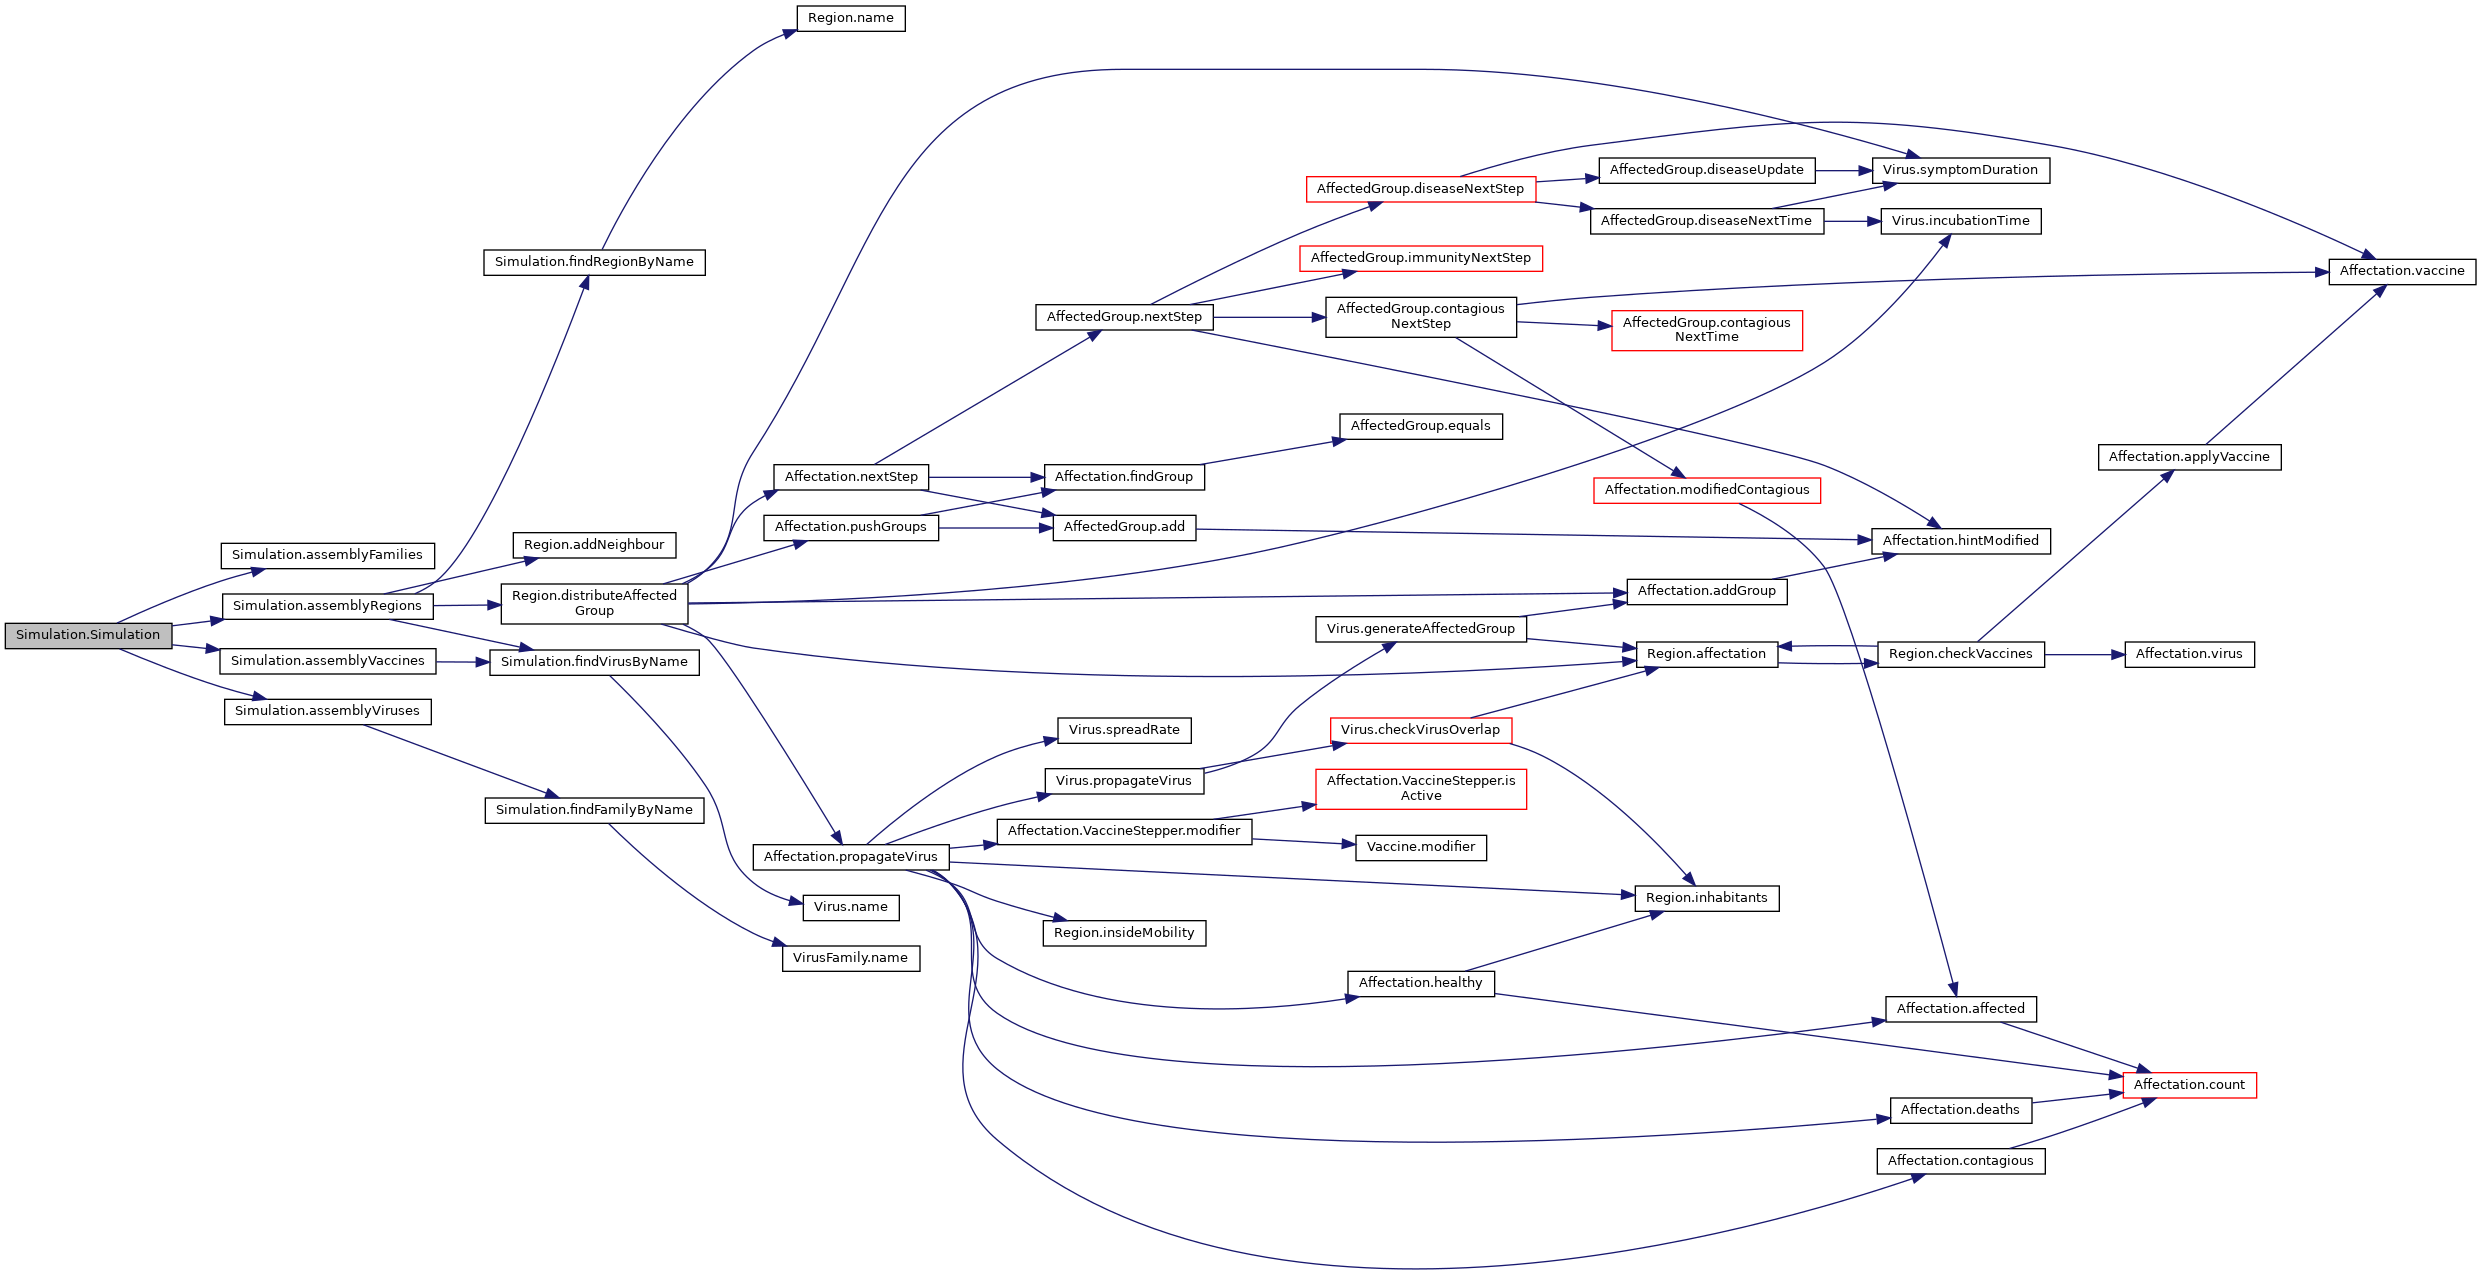 Region.name
Virus.symptomDuration
AffectedGroup.diseaseUpdate
AffectedGroup.diseaseNextStep
AffectedGroup.diseaseNextTime
Virus.incubationTime
Simulation.findRegionByName
AffectedGroup.immunityNextStep
Affectation.vaccine
AffectedGroup.nextStep
AffectedGroup.contagious
NextStep
AffectedGroup.contagious
NextTime
AffectedGroup.equals
Affectation.applyVaccine
Affectation.nextStep
Affectation.findGroup
Affectation.modifiedContagious
Affectation.pushGroups
AffectedGroup.add
Affectation.hintModified
Simulation.assemblyFamilies
Region.addNeighbour
Simulation.assemblyRegions
Region.distributeAffected
Group
Affectation.addGroup
Simulation.Simulation
Virus.generateAffectedGroup
Simulation.assemblyVaccines
Simulation.findVirusByName
Region.affectation
Region.checkVaccines
Affectation.virus
Simulation.assemblyViruses
Virus.spreadRate
Virus.checkVirusOverlap
Virus.propagateVirus
Affectation.VaccineStepper.is
Active
Simulation.findFamilyByName
Affectation.VaccineStepper.modifier
Vaccine.modifier
Affectation.propagateVirus
Region.inhabitants
Virus.name
Region.insideMobility
VirusFamily.name
Affectation.healthy
Affectation.affected
Affectation.count
Affectation.deaths
Affectation.contagious